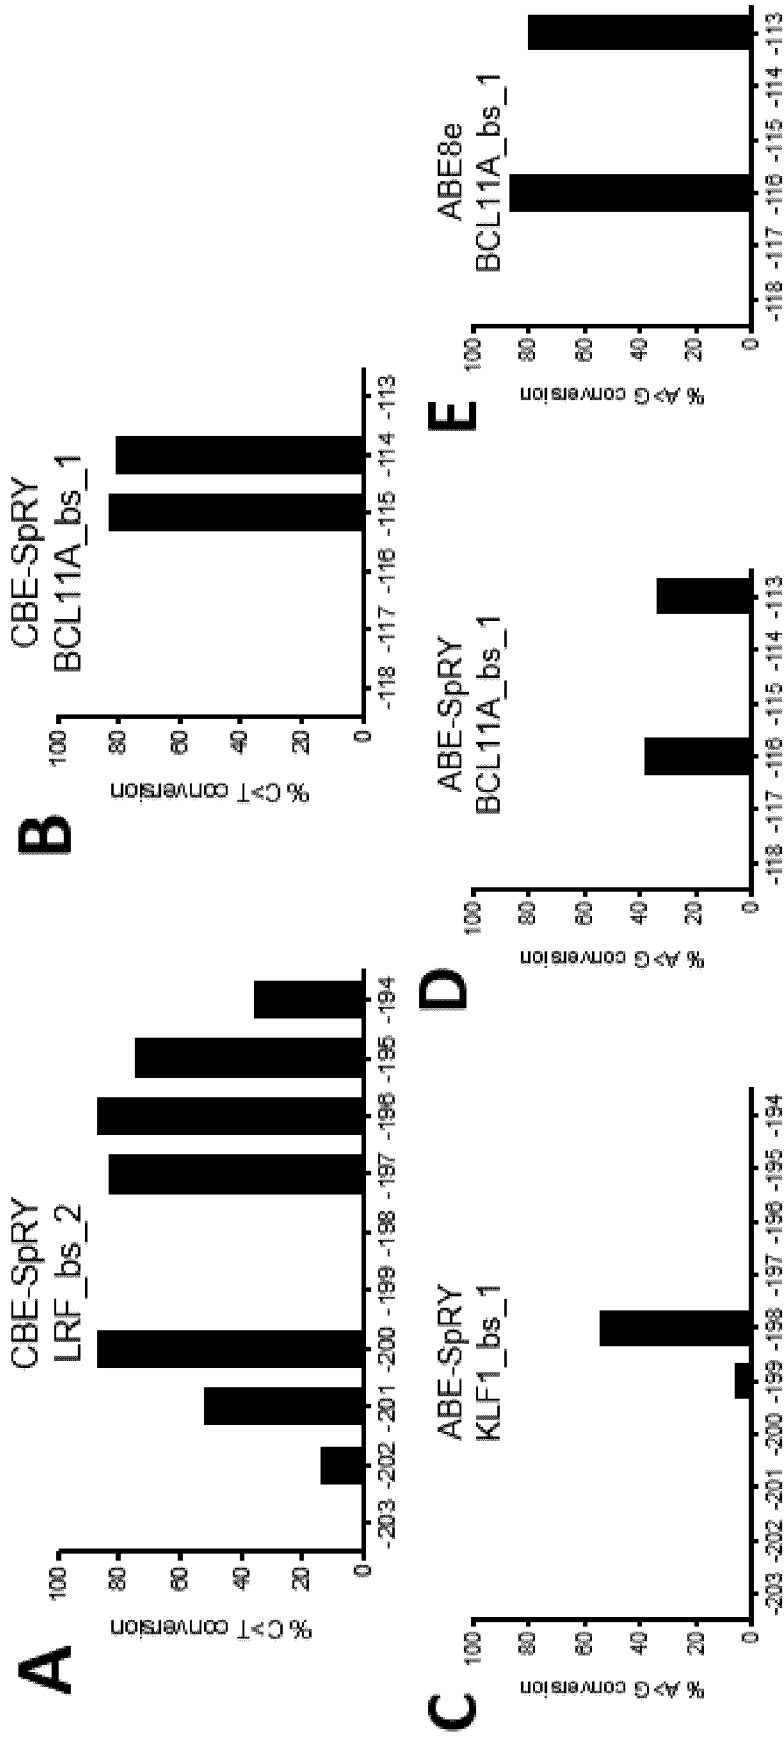 A
CBE-SpRY
LRF_bs_2
% C>T conversion
100
80
60
40
20
0
-203 -202 -201 -200 -199 -198 -197 -196 -195 -194
B
CBE-SpRY
BCL11A_bs_1
% C>T conversion
100
80
60
40
20
0
-118 -117 -116 -115 -114 -113
C
ABE-SpRY
KLF1_bs_1
% A>G conversion
100
80
60
40
20
0
-203 -202 -201 -200 -199 -198 -197 -196 -195 -194
D
ABE-SpRY
BCL11A_bs_1
% A>G conversion
100
80
60
40
20
0
-118 -117 -116 -115 -114 -113
E
ABE8e
BCL11A_bs_1
% A>G conversion
100
80
60
40
20
0
-118 -117 -116 -115 -114 -113